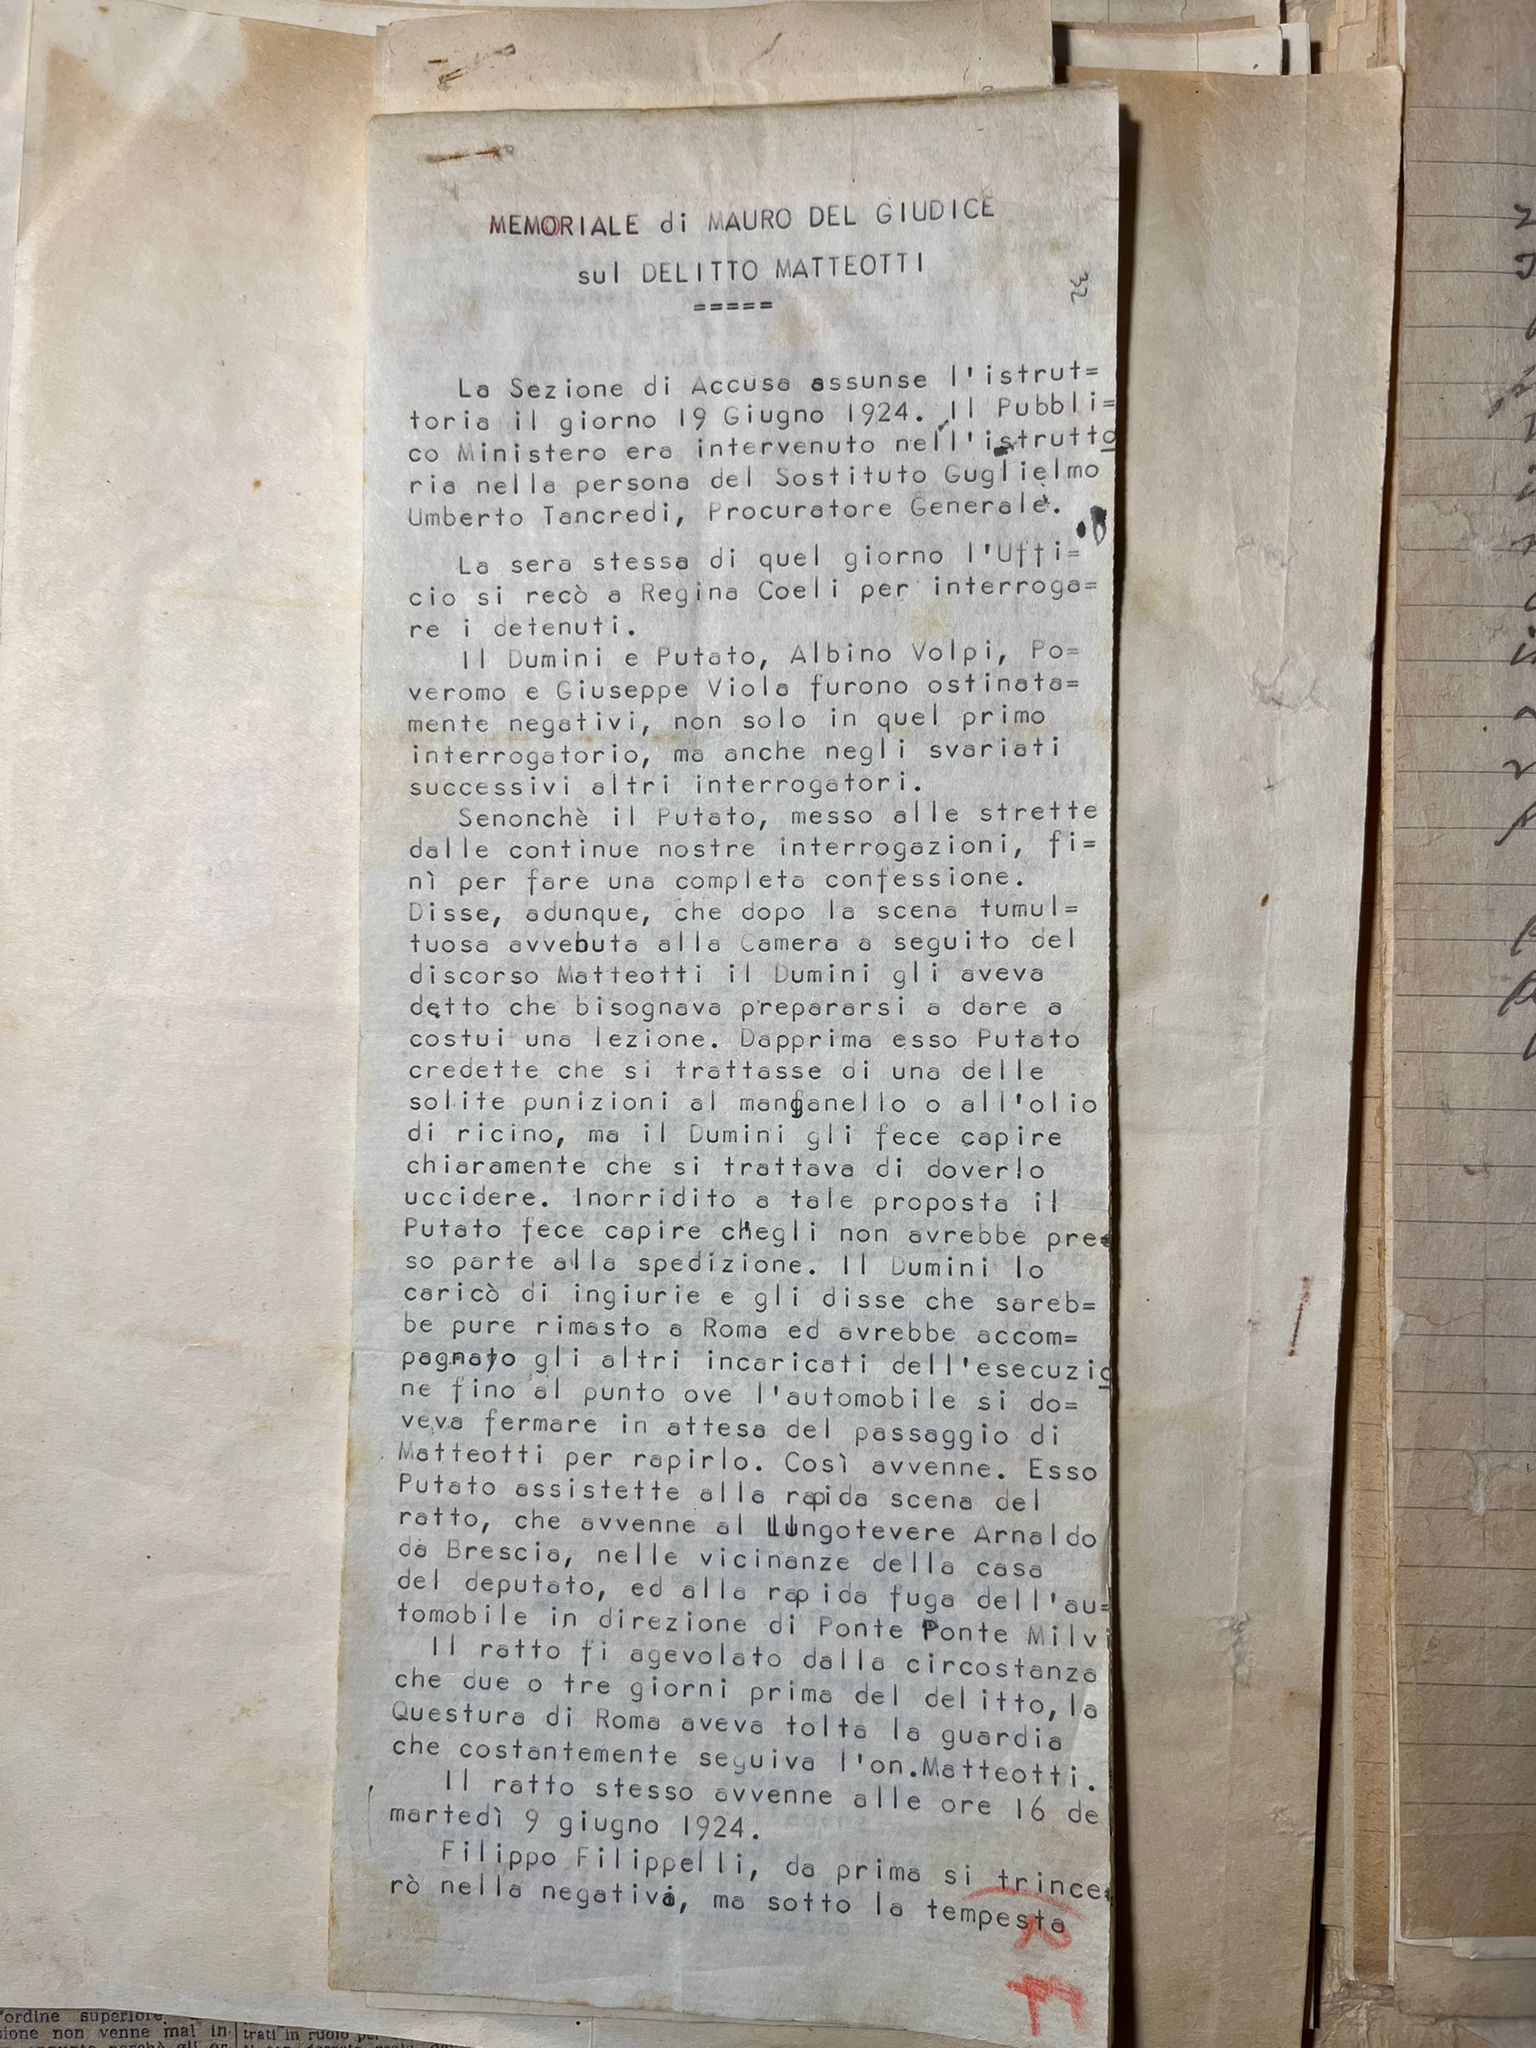 MEMORIALE di MAURO DEL GIUDICE
sul DELITTO MATTEOTTI
=====
32
La Sezione di Accusa assunse l'istrut=
toria il giorno 19 Giugno 1924. Il Pubbli=
co Ministero era intervenuto nell'istrutto
ria nella persona del Sostituto Guglielmo
Umberto Tancredi, Procuratore Generale.
La sera stessa di quel giorno l'Uffi=
cio si recò a Regina Coeli per interroga=
re i detenuti.
Il Dumini e Putato, Albino Volpi, Po=
veromo e Giuseppe Viola furono ostinata=
mente negativi, non solo in quel primo
interrogatorio, ma anche negli svariati
successivi altri interrogatori.
Senonchè il Putato, messo alle strette
dalle continue nostre interrogazioni, fi=
nì per fare una completa confessione.
Disse, adunque, che dopo la scena tumul=
tuosa avvebuta alla Camera a seguito del
discorso Matteotti il Dumini gli aveva
detto che bisognava prepararsi a dare a
costui una lezione. Dapprima esso Putato
credette che si trattasse di una delle
solite punizioni al manganello o all'olio
di ricino, ma il Dumini gli fece capire
chiaramente che si trattava di doverlo
uccidere. Inorridito a tale proposta il
Putato fece capire ch'egli non avrebbe pre=
so parte alla spedizione. Il Dumini lo
caricò di ingiurie e gli disse che sareb=
be pure rimasto a Roma ed avrebbe accom=
pagnato gli altri incaricati dell'esecuzio
ne fino al punto ove l'automobile si do=
veva fermare in attesa del passaggio di
Matteotti per rapirlo. Così avvenne. Esso
Putato assistette alla rapida scena del
ratto, che avvenne al Lungotevere Arnaldo
da Brescia, nelle vicinanze della casa
del deputato, ed alla rapida fuga dell'au=
tomobile in direzione di Ponte Ponte Milvi
Il ratto fi agevolato dalla circostanza
che due o tre giorni prima del delitto, la
Questura di Roma aveva tolta la guardia
che costantemente seguiva l'on.Matteotti.
Il ratto stesso avvenne alle ore 16 de
martedì 9 giugno 1924.
Filippo Filippelli, da prima si trince=
rò nella negativa, ma sotto la tempesta
l'ordine superiore
sione non venne mai in
trati in ruolo per